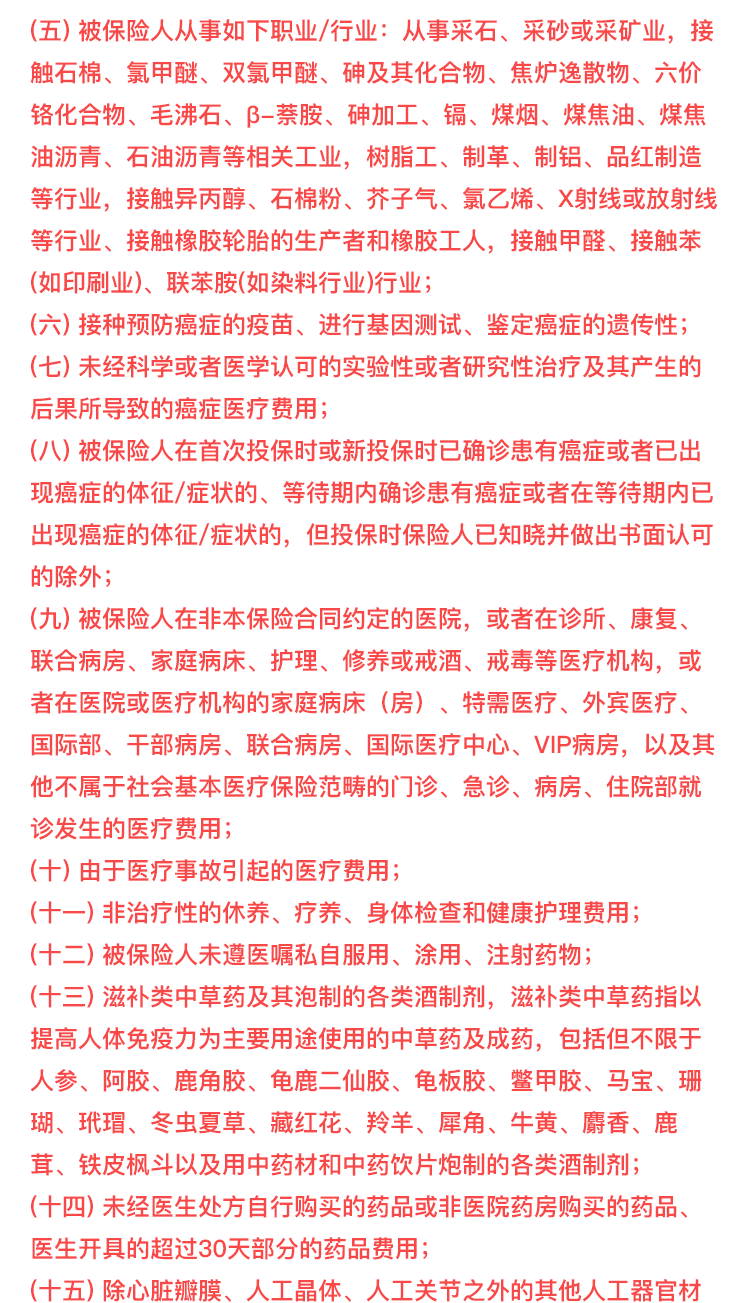 (五) 被保险人从事如下职业/行业：从事采石、采砂或采矿业，接
触石棉、氯甲醚、双氯甲醚、砷及其化合物、焦炉逸散物、六价
铬化合物、毛沸石、β-萘胺、砷加工、镉、煤烟、煤焦油、煤焦
油沥青、石油沥青等相关工业，树脂工、制革、制铝、品红制造
等行业，接触异丙醇、石棉粉、芥子气、氯乙烯、X射线或放射线
等行业、接触橡胶轮胎的生产者和橡胶工人，接触甲醛、接触苯
(如印刷业)、联苯胺(如染料行业)行业；
(六) 接种预防癌症的疫苗、进行基因测试、鉴定癌症的遗传性；
(七) 未经科学或者医学认可的实验性或者研究性治疗及其产生的
后果所导致的癌症医疗费用；
(八) 被保险人在首次投保时或新投保时已确诊患有癌症或者已出
现癌症的体征/症状的、等待期内确诊患有癌症或者在等待期内已
出现癌症的体征/症状的，但投保时保险人已知晓并做出书面认可
的除外；
(九) 被保险人在非本保险合同约定的医院，或者在诊所、康复、
联合病房、家庭病床、护理、修养或戒酒、戒毒等医疗机构，或
者在医院或医疗机构的家庭病床（房）、特需医疗、外宾医疗、
国际部、干部病房、联合病房、国际医疗中心、VIP病房，以及其
他不属于社会基本医疗保险范畴的门诊、急诊、病房、住院部就
诊发生的医疗费用；
(十) 由于医疗事故引起的医疗费用；
(十一) 非治疗性的休养、疗养、身体检查和健康护理费用；
(十二) 被保险人未遵医嘱私自服用、涂用、注射药物；
(十三) 滋补类中草药及其泡制的各类酒制剂，滋补类中草药指以
提高人体免疫力为主要用途使用的中草药及成药，包括但不限于
人参、阿胶、鹿角胶、龟鹿二仙胶、龟板胶、鳖甲胶、马宝、珊
瑚、玳瑁、冬虫夏草、藏红花、羚羊、犀角、牛黄、麝香、鹿
茸、铁皮枫斗以及用中药材和中药饮片炮制的各类酒制剂；
(十四) 未经医生处方自行购买的药品或非医院药房购买的药品、
医生开具的超过30天部分的药品费用；
(十五) 除心脏瓣膜、人工晶体、人工关节之外的其他人工器官材